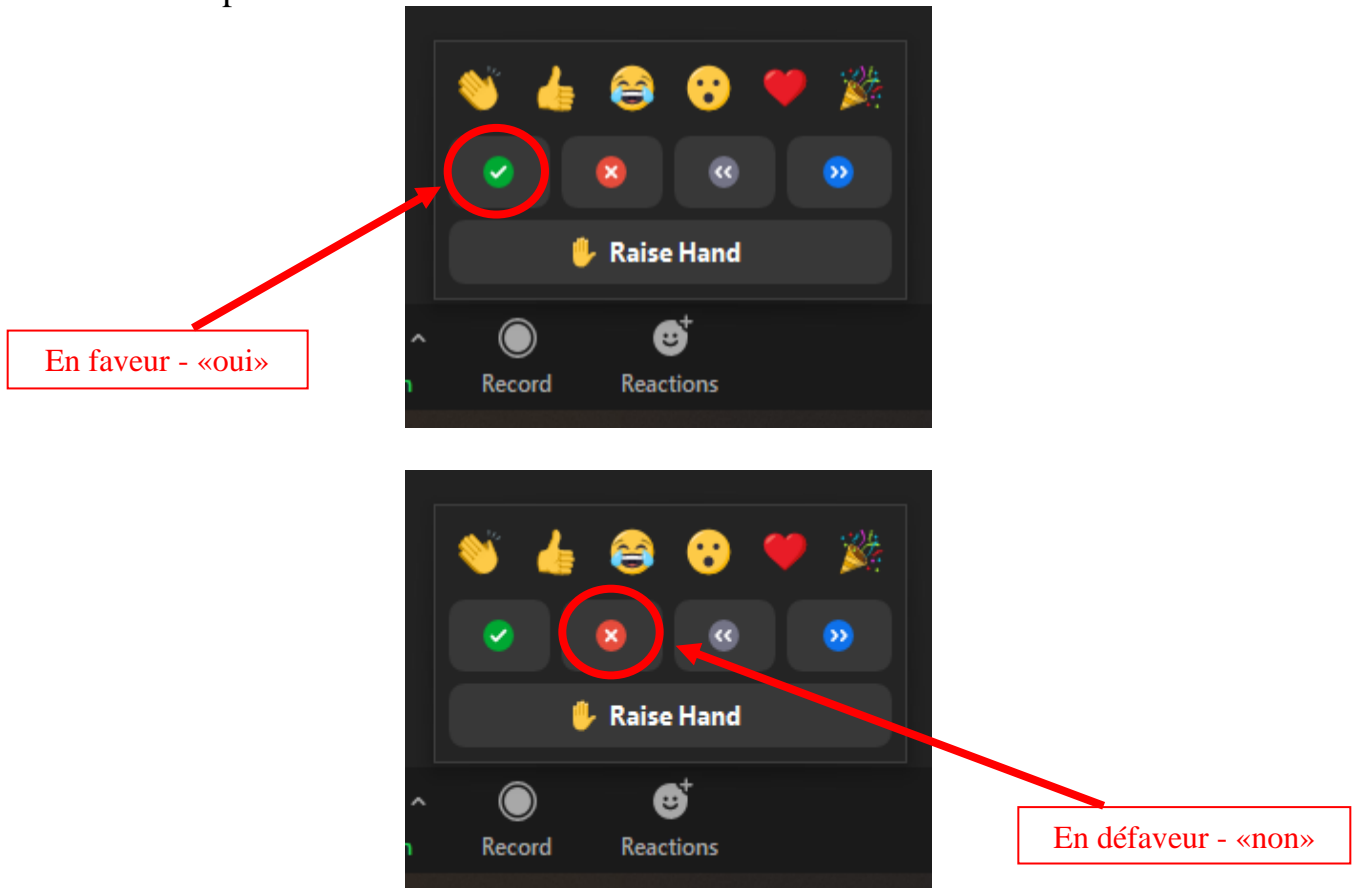 Raise Hand
En faveur - «oui»
Record
Reactions
Raise Hand
Record
Reactions
En défaveur - «non»